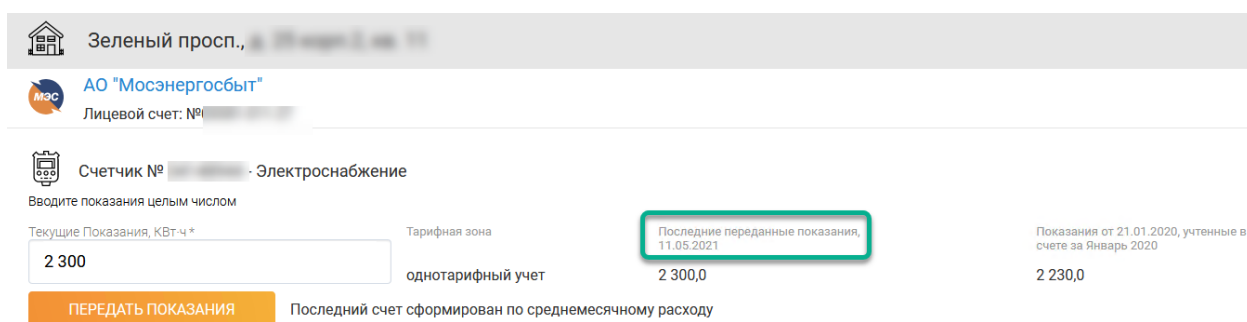 Зеленый просп.,
МЭС
АО "Мосэнергосбыт"
Лицевой счет: №
Счетчик № - Электроснабжение
Вводите показания целым числом
Текущие Показания, КВт·ч *
2 300
Тарифная зона
однотарифный учет
Последние переданные показания,
11.05.2021
2 300,0
Показания от 21.01.2020, учтенные в
счете за Январь 2020
2 230,0
ПЕРЕДАТЬ ПОКАЗАНИЯ
Последний счет сформирован по среднемесячному расходу